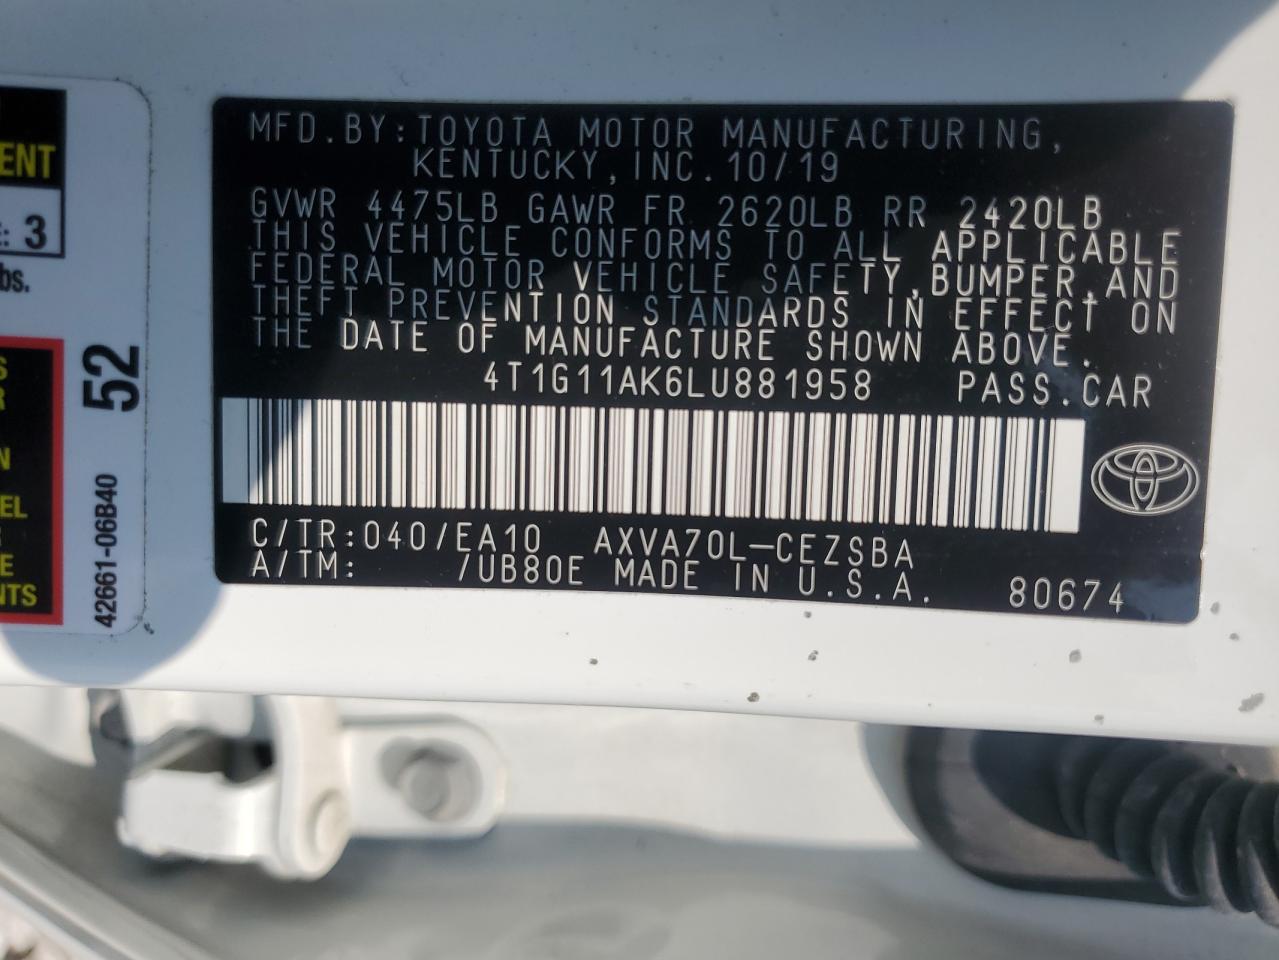 ENT
: 3
bs.
S
R
N
EL
E
NTS
52
42661-06B40
MFD.BY:TOYOTA MOTOR MANUFACTURING,
KENTUCKY,INC.10/19
GVWR 4475LB GAWR FR 2620LB RR 2420LB
THIS VEHICLE CONFORMS TO ALL APPLICABLE
FEDERAL MOTOR VEHICLE SAFETY,BUMPER,AND
THEFT PREVENTION STANDARDS IN EFFECT ON
THE DATE OF MANUFACTURE SHOWN ABOVE.
4T1G11AK6LU881958 PASS.CAR
C/TR:040/EA10 AXVA70L-CEZSBA
A/TM: /UB80E MADE IN U.S.A. 80674